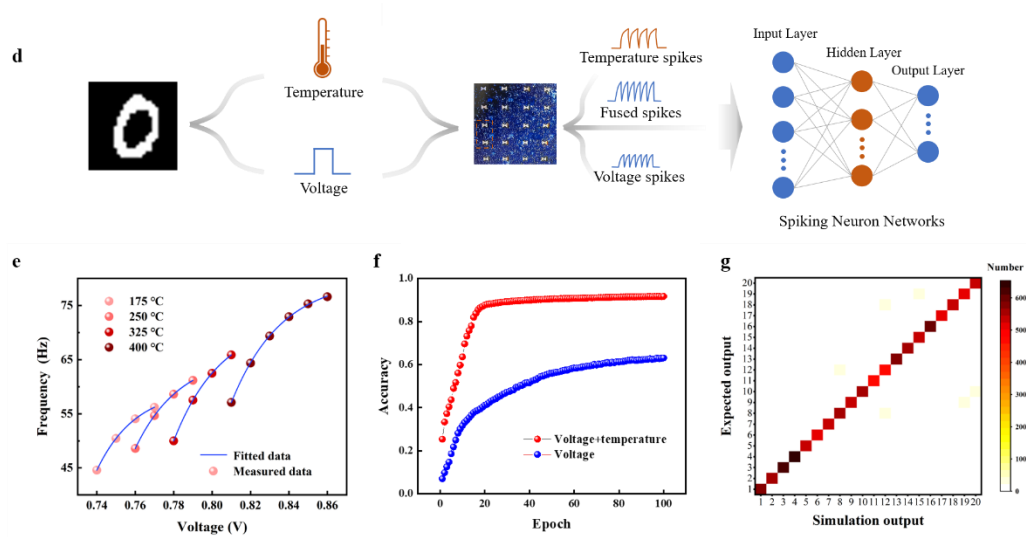 d
Temperature
Voltage
Temperature spikes
Fused spikes
Voltage spikes
Input Layer
Hidden Layer
Output Layer
Spiking Neuron Networks
e
Frequency (Hz)
75
65
55
45
175 °C
250 °C
325 °C
400 °C
Fitted data
Measured data
0.74 0.76 0.78 0.80 0.82 0.84 0.86
Voltage (V)
f
Accuracy
1.0
0.8
0.6
0.4
0.2
0.0
Voltage+temperature
Voltage
0 20 40 60 80 100
Epoch
g
Expected output
20
19
18
17
16
15
14
13
12
11
10
9
8
7
6
5
4
3
2
1
1 2 3 4 5 6 7 8 9 10 11 12 13 14 15 16 17 18 19 20
Simulation output
Number
600
500
400
300
200
100
0